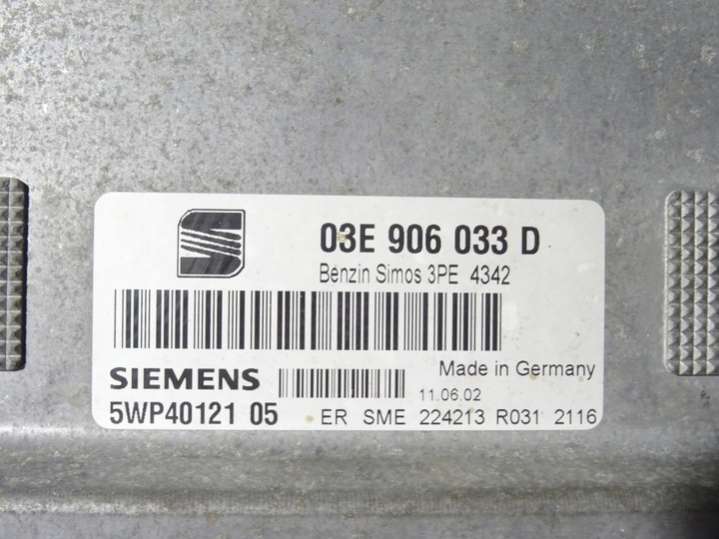 03E 906 033 D
Benzin Simos 3PE 4342
Made in Germany
SIEMENS
11.06.02
5WP40121 05 ER SME 224213 R031 2116